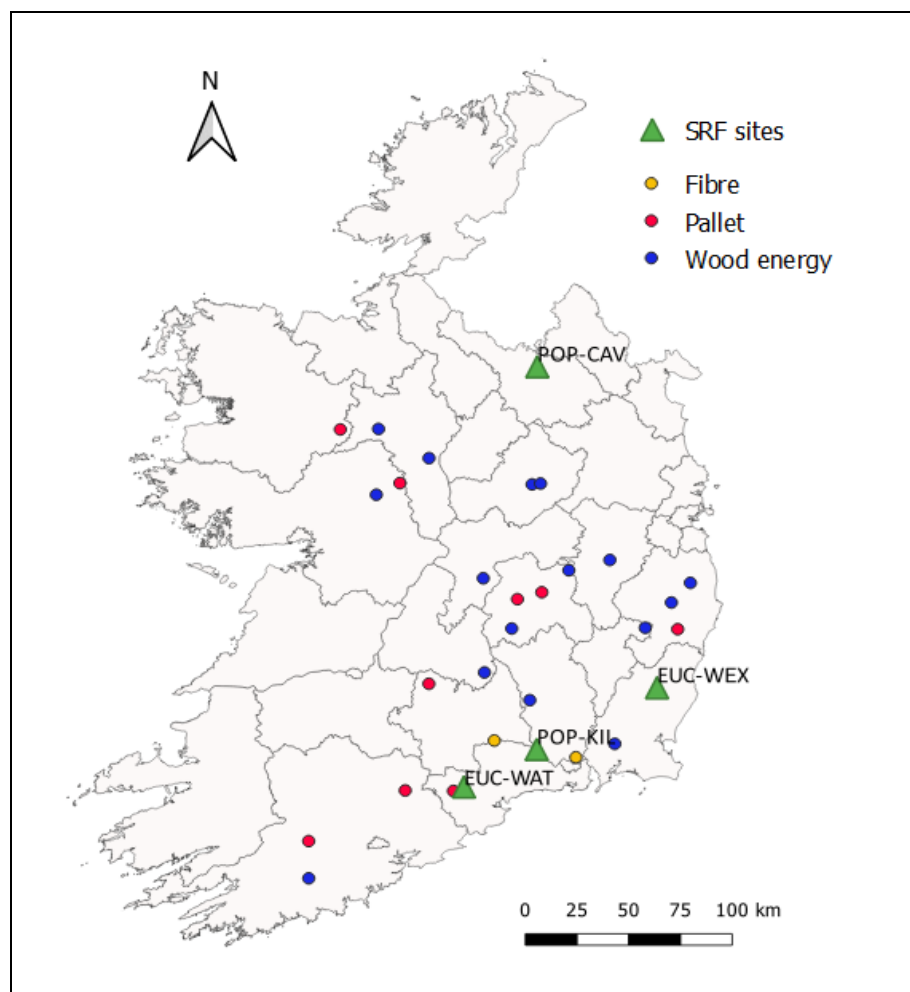 N
SRF sites
Fibre
Pallet
Wood energy
POP-CAV
EUC-WEX
POP-KIL
EUC-WAT
0 25 50 75 100 km